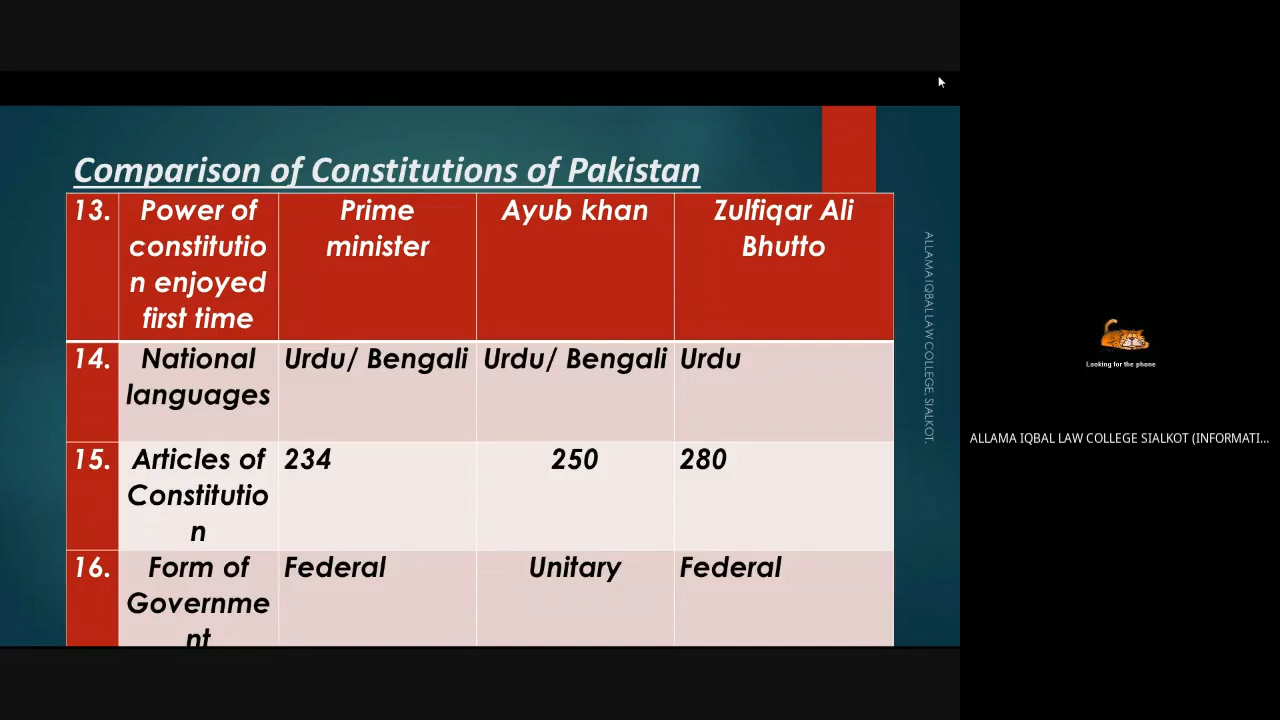 Comparison of Constitutions of Pakistan
13. Power of Prime Ayub khan Zulfiqar Ali
constitutio minister Bhutto
n enjoyed
first time
14. National Urdu/ Bengali Urdu/ Bengali Urdu
languages
15. Articles of 234 250 280
Constitutio
n
16. Form of Federal Unitary Federal
Governme
nt
ALLAMA IQBAL LAW COLLEGE, SIALKOT.
Looking for the phone
ALLAMA IQBAL LAW COLLEGE SIALKOT (INFORMATI...